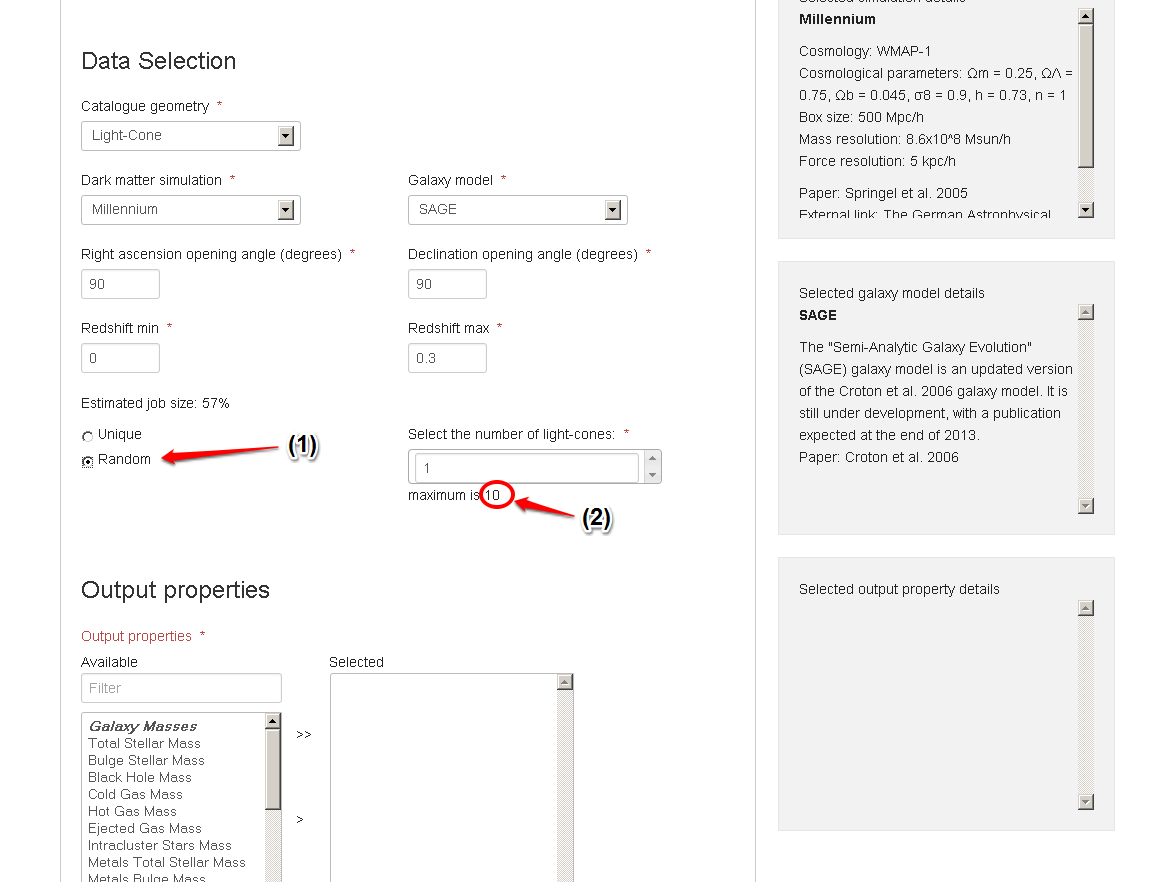 Data Selection
Catalogue geometry *
Light-Cone
Dark matter simulation *
Galaxy model *
Millennium
SAGE
Right ascension opening angle (degrees) *
Declination opening angle (degrees) *
90
90
Redshift min *
Redshift max *
0
0.3
Estimated job size: 57%
Unique
Random
(1)
Select the number of light-cones: *
1
maximum is 10
(2)
Output properties
Output properties *
Available
Selected
Filter
Galaxy Masses
Total Stellar Mass
Bulge Stellar Mass
Black Hole Mass
Cold Gas Mass
Hot Gas Mass
Ejected Gas Mass
Intracluster Stars Mass
Metals Total Stellar Mass
Metals Bulge Mass
>>
>
Selected simulation details
Millennium
Cosmology: WMAP-1
Cosmological parameters: Ωm = 0.25, Ω/\ =
0.75, Ωb = 0.045, σ8 = 0.9, h = 0.73, n = 1
Box size: 500 Mpc/h
Mass resolution: 8.6x10^8 Msun/h
Force resolution: 5 kpc/h
Paper: Springel et al. 2005
External link: The German Astrophysical
Selected galaxy model details
SAGE
The "Semi-Analytic Galaxy Evolution"
(SAGE) galaxy model is an updated version
of the Croton et al. 2006 galaxy model. It is
still under development, with a publication
expected at the end of 2013.
Paper: Croton et al. 2006
Selected output property details